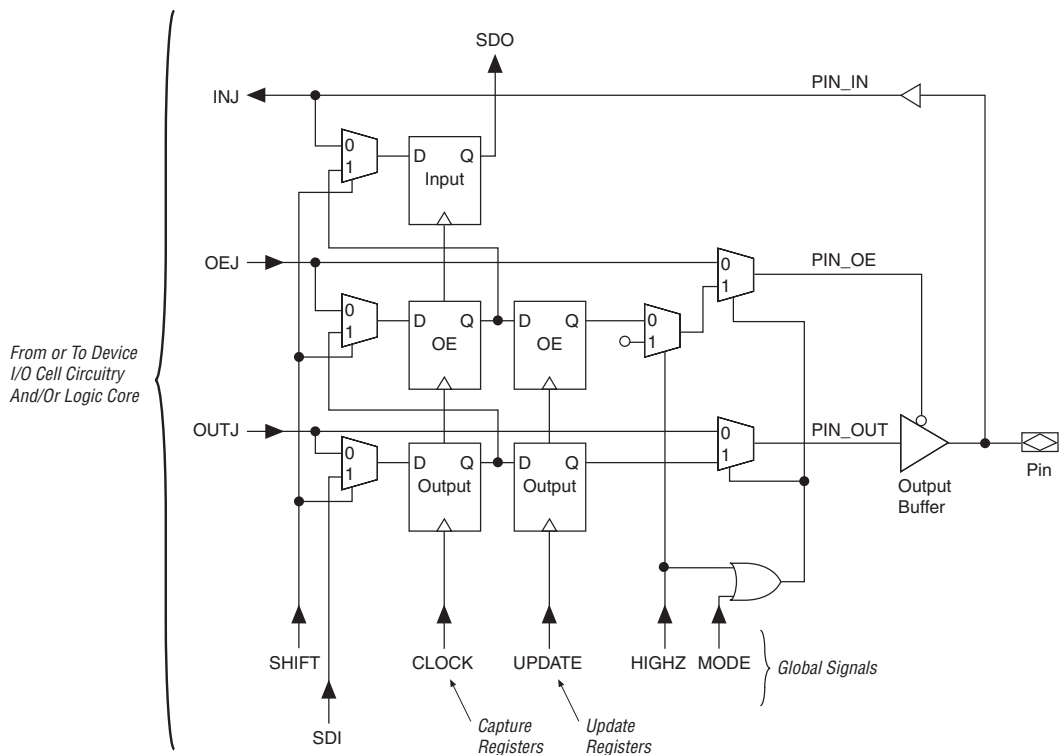 SDO
INJ
PIN_IN
0
1
D Q
Input
OEJ
0
1
PIN_OE
0
1
D Q
OE
D Q
OE
0
1
From or To Device
I/O Cell Circuitry
And/Or Logic Core
OUTJ
0
1
PIN_OUT
0
1
D Q
Output
D Q
Output
Pin
Output
Buffer
SHIFT
CLOCK
UPDATE
HIGHZ
MODE
Global Signals
SDI
Capture
Registers
Update
Registers